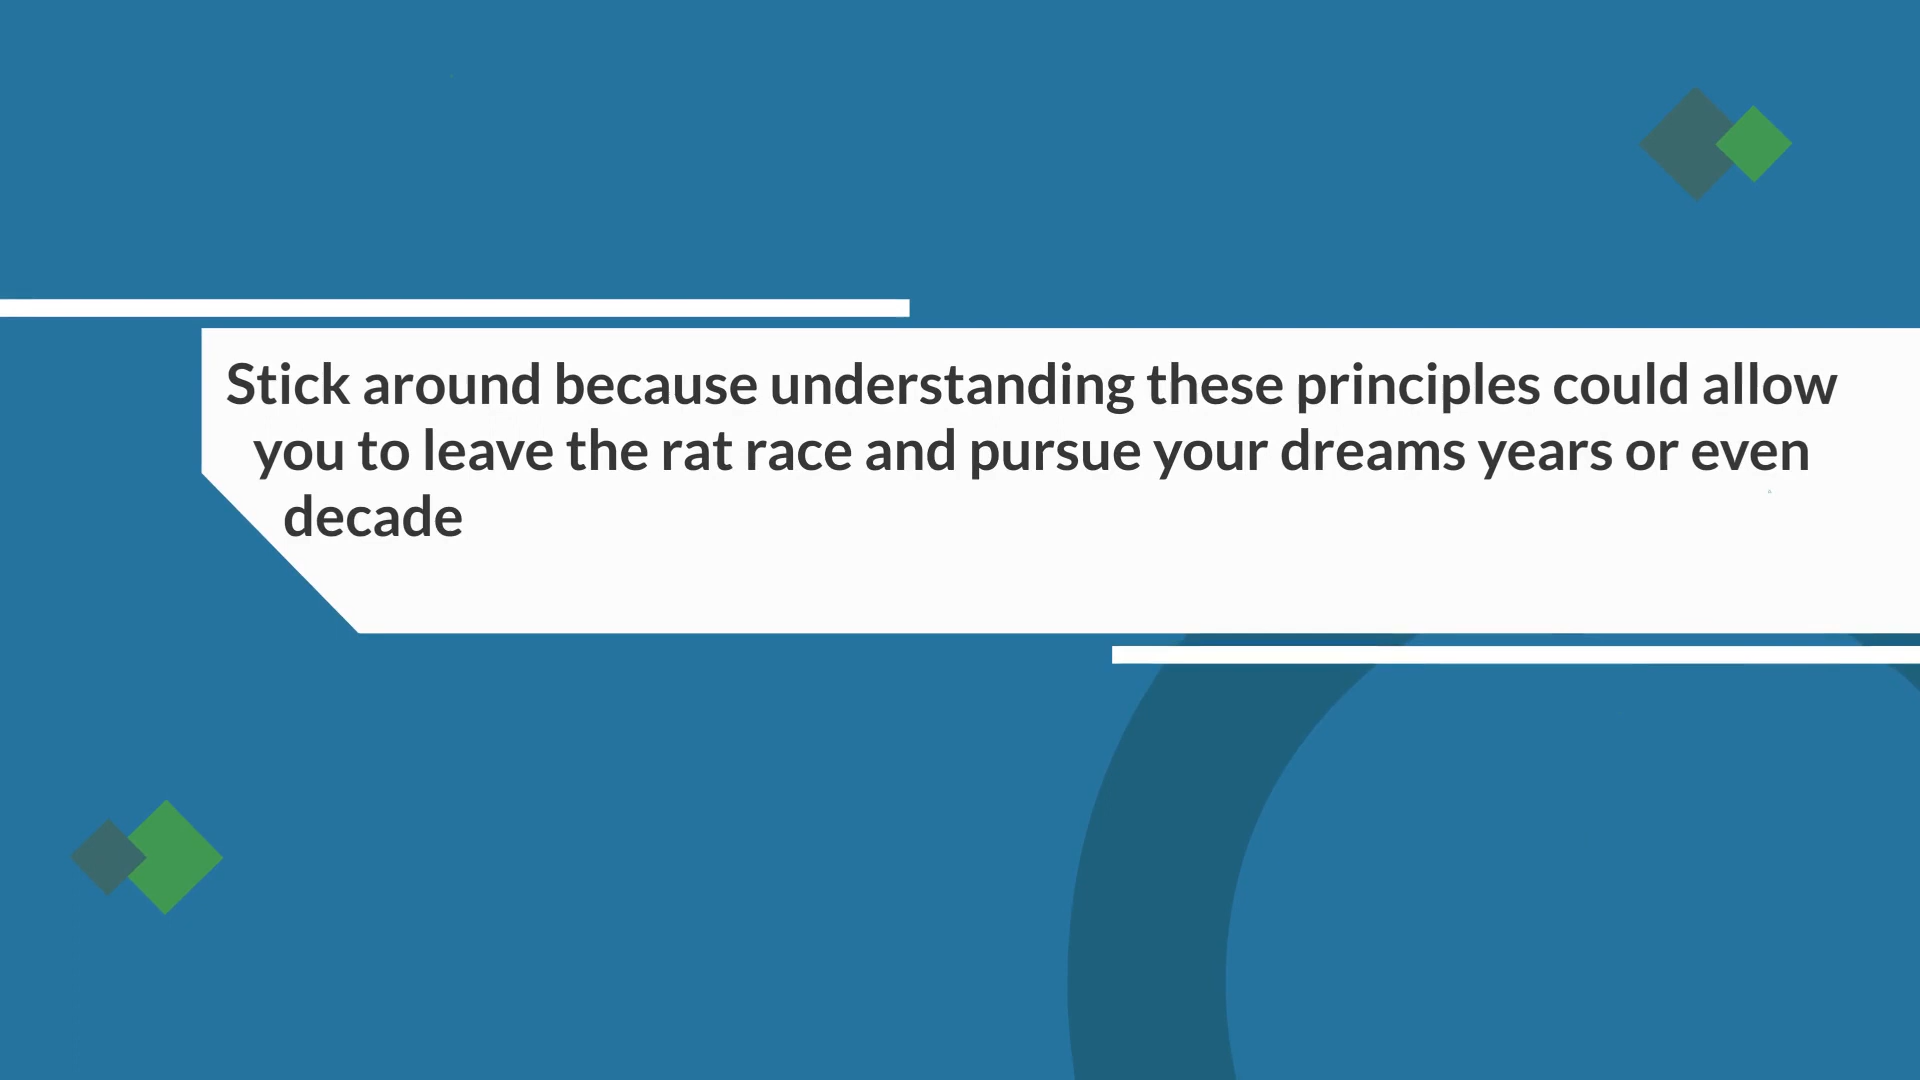 Stick around because understanding these principles could allow
you to leave the rat race and pursue your dreams years or even
decade